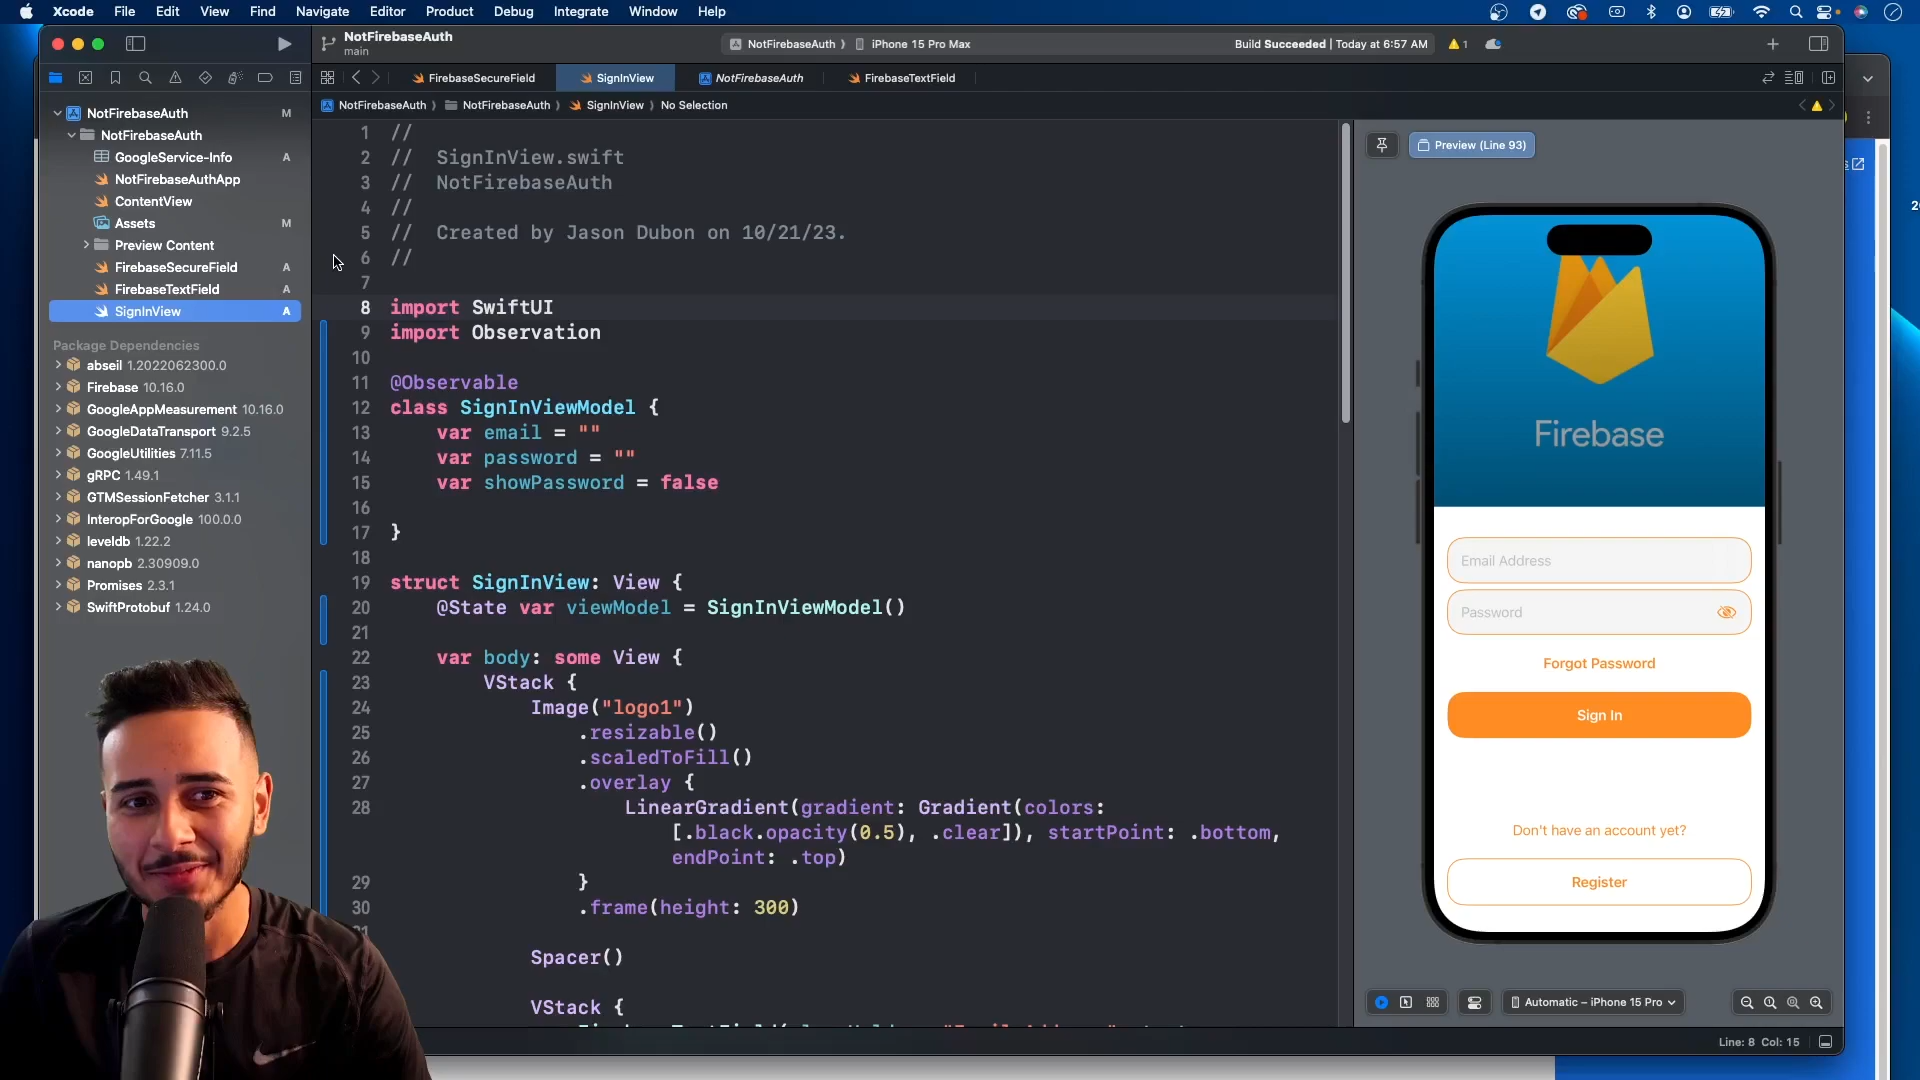 Xcode File Edit View Find Navigate Editor Product Debug Integrate Window Help
NotFirebaseAuth
main
NotFirebaseAuth iPhone 15 Pro Max
Build Succeeded | Today at 6:57 AM
1
FirebaseSecureField
SignInView
NotFirebaseAuth
FirebaseTextField
NotFirebaseAuth
NotFirebaseAuth
SignInView
No Selection
NotFirebaseAuth M
NotFirebaseAuth
GoogleService-Info A
NotFirebaseAuthApp
ContentView
Assets M
Preview Content
FirebaseSecureField A
FirebaseTextField A
SignInView A
Package Dependencies
abseil 1.2022062300.0
Firebase 10.16.0
GoogleAppMeasurement 10.16.0
GoogleDataTransport 9.2.5
GoogleUtilities 7.11.5
gRPC 1.49.1
GTMSessionFetcher 3.1.1
InteropForGoogle 100.0.0
leveldb 1.22.2
nanopb 2.30909.0
Promises 2.3.1
SwiftProtobuf 1.24.0
1 //
2 // SignInView.swift
3 // NotFirebaseAuth
4 //
5 // Created by Jason Dubon on 10/21/23.
6 //
7
8 import SwiftUI
9 import Observation
10
11 @Observable
12 class SignInViewModel {
13 var email = ""
14 var password = ""
15 var showPassword = false
16
17 }
18
19 struct SignInView: View {
20 @State var viewModel = SignInViewModel()
21
22 var body: some View {
23 VStack {
24 Image("logo1")
25 .resizable()
26 .scaledToFill()
27 .overlay {
28 LinearGradient(gradient: Gradient(colors:
[.black.opacity(0.5), .clear]), startPoint: .bottom,
endPoint: .top)
29 }
30 .frame(height: 300)
31
Spacer()
VStack {
Preview (Line 93)
Firebase
Email Address
Password
Forgot Password
Sign In
Don't have an account yet?
Register
Automatic – iPhone 15 Pro
Line: 8 Col: 15